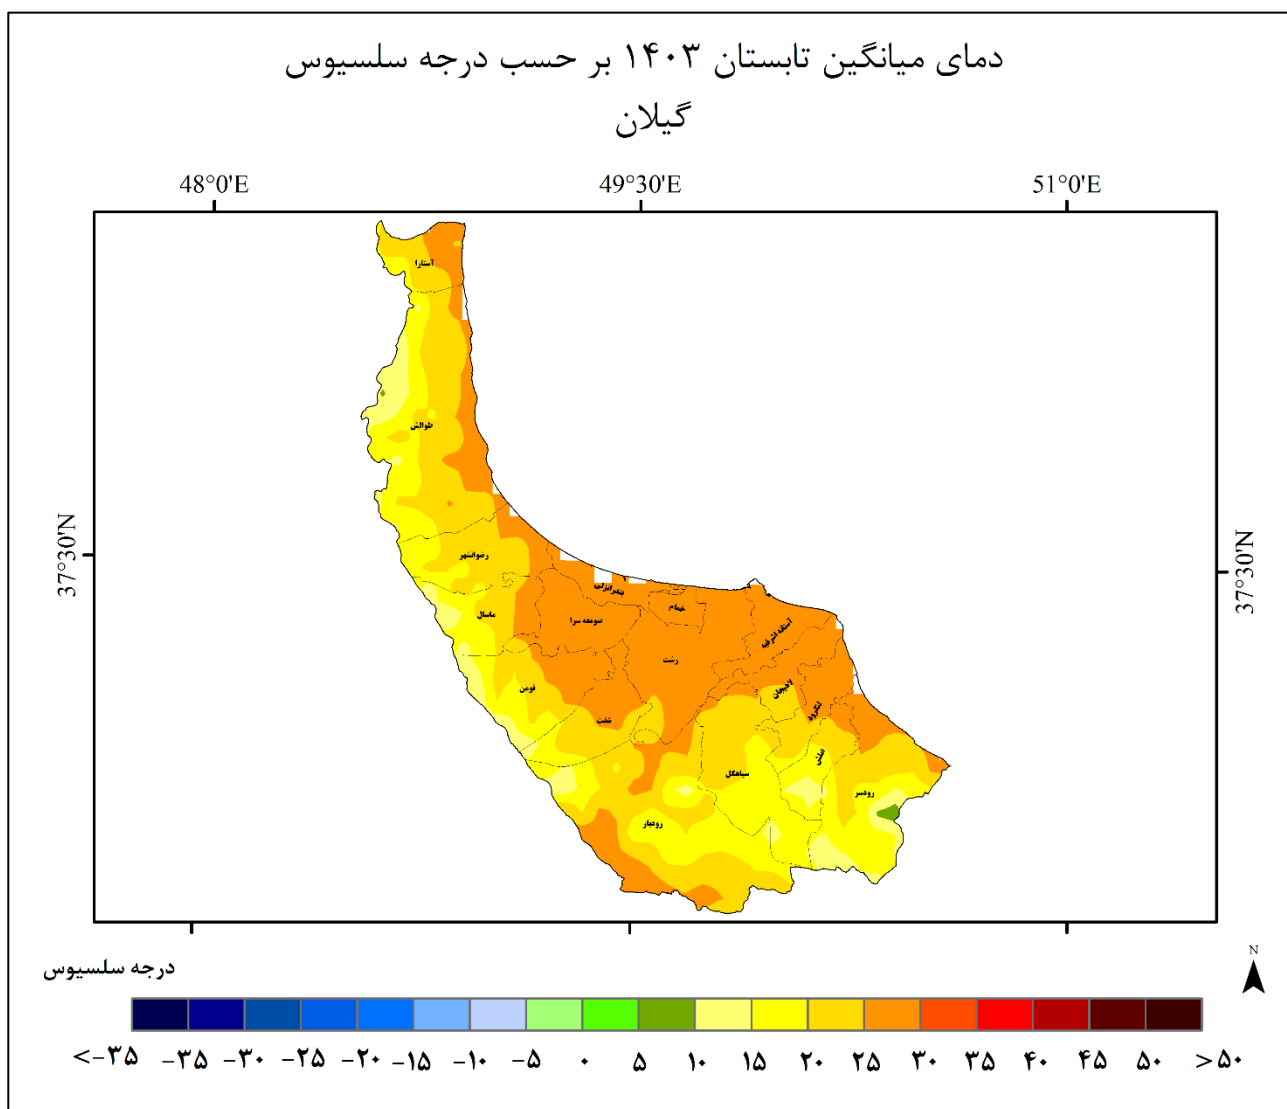 دمای میانگین تابستان ۱۴۰۳ بر حسب درجه سلسیوس
گیلان
48°0'E 49°30'E 51°0'E
37°30'N
37°30'N
آستارا
طوالش
رضوانشهر
ماسال
بندرانزلی
خمام
صومعه سرا
آستانه اشرفیه
رشت
لاهیجان
فومن
لنگرود
شفت
املش
سیاهکل
رودسر
رودبار
N
درجه سلسیوس
<-۳۵ -۳۵ -۳۰ -۲۵ -۲۰ -۱۵ -۱۰ -۵ ۰ ۵ ۱۰ ۱۵ ۲۰ ۲۵ ۳۰ ۳۵ ۴۰ ۴۵ ۵۰ >۵۰